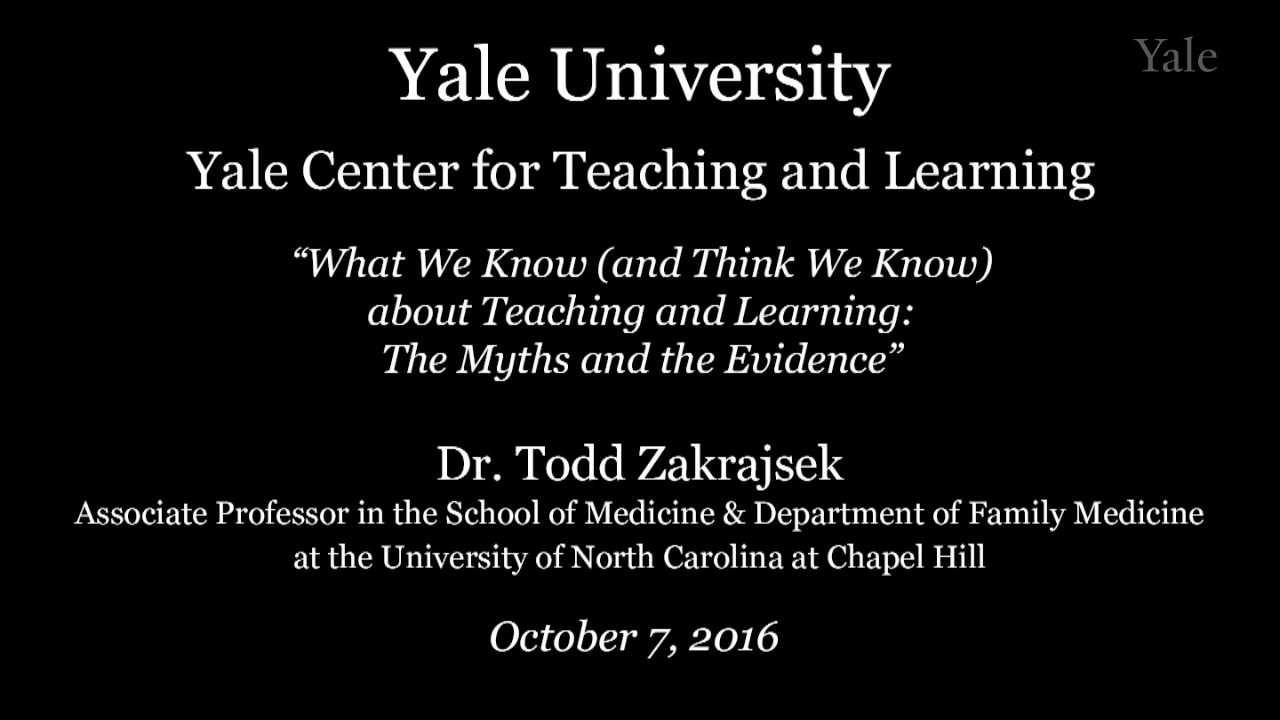 Yale University
Yale
Yale Center for Teaching and Learning
“What We Know (and Think We Know)
about Teaching and Learning:
The Myths and the Evidence”
Dr. Todd Zakrajsek
Associate Professor in the School of Medicine & Department of Family Medicine
at the University of North Carolina at Chapel Hill
October 7, 2016